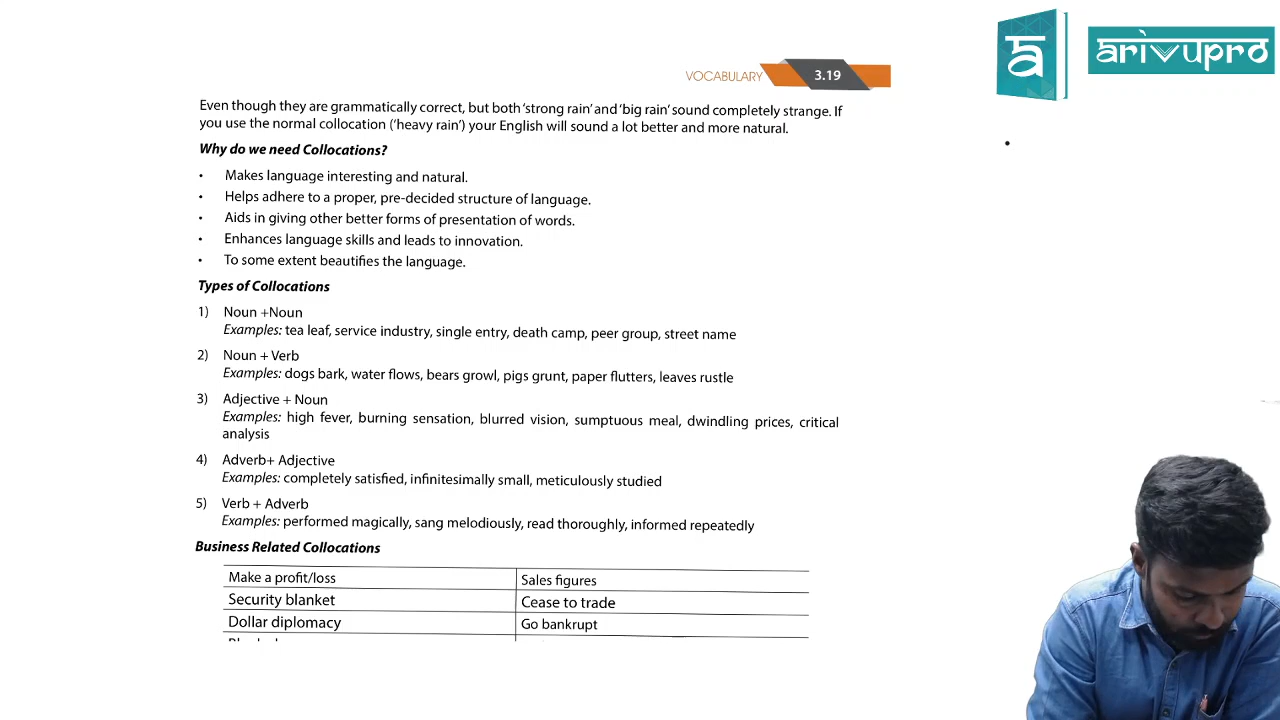 arivupro
VOCABULARY 3.19
Even though they are grammatically correct, but both 'strong rain' and 'big rain' sound completely strange. If
you use the normal collocation ('heavy rain') your English will sound a lot better and more natural.
Why do we need Collocations?
• Makes language interesting and natural.
• Helps adhere to a proper, pre-decided structure of language.
• Aids in giving other better forms of presentation of words.
• Enhances language skills and leads to innovation.
• To some extent beautifies the language.
Types of Collocations
1) Noun +Noun
Examples: tea leaf, service industry, single entry, death camp, peer group, street name
2) Noun + Verb
Examples: dogs bark, water flows, bears growl, pigs grunt, paper flutters, leaves rustle
3) Adjective + Noun
Examples: high fever, burning sensation, blurred vision, sumptuous meal, dwindling prices, critical
analysis
4) Adverb+ Adjective
Examples: completely satisfied, infinitesimally small, meticulously studied
5) Verb + Adverb
Examples: performed magically, sang melodiously, read thoroughly, informed repeatedly
Business Related Collocations
Make a profit/loss Sales figures
Security blanket Cease to trade
Dollar diplomacy Go bankrupt